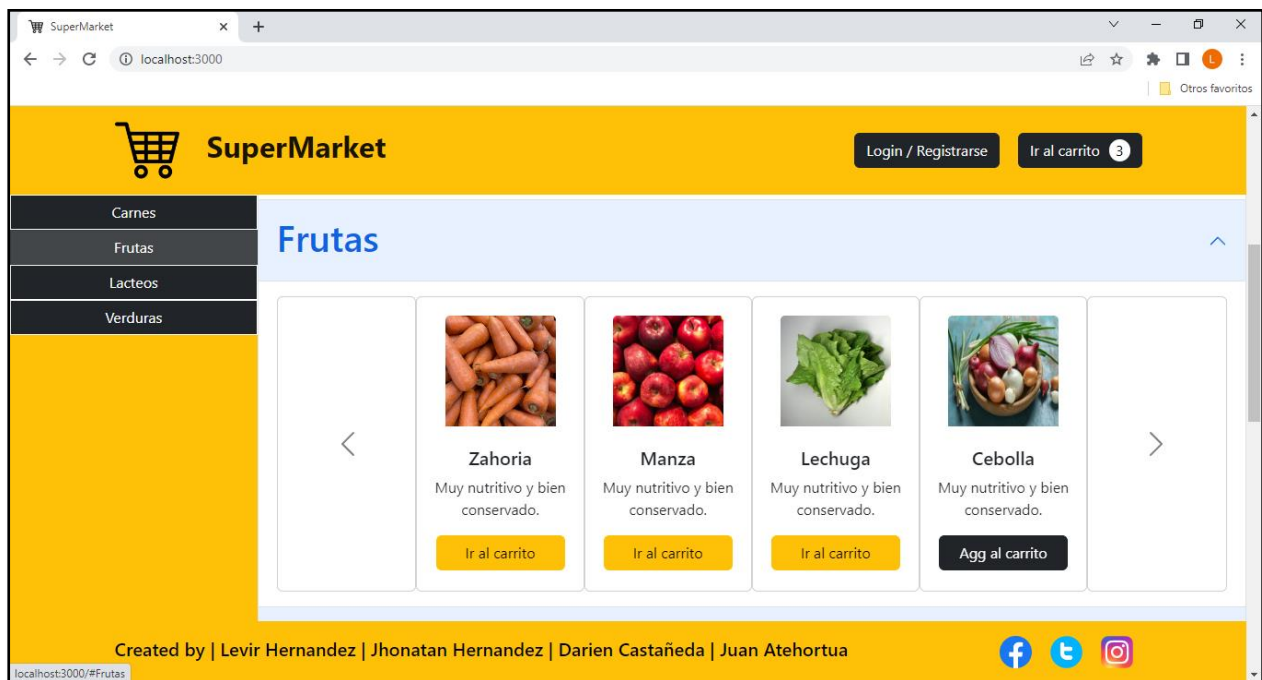 SuperMarket
localhost:3000
Otros favoritos
L
SuperMarket
Login / Registrarse
Ir al carrito 3
Carnes
Frutas
Lacteos
Verduras
Frutas
Zahoria
Muy nutritivo y bien
conservado.
Ir al carrito
Manza
Muy nutritivo y bien
conservado.
Ir al carrito
Lechuga
Muy nutritivo y bien
conservado.
Ir al carrito
Cebolla
Muy nutritivo y bien
conservado.
Agg al carrito
Created by | Levir Hernandez | Jhonatan Hernandez | Darien Castañeda | Juan Atehortua
localhost:3000/#Frutas